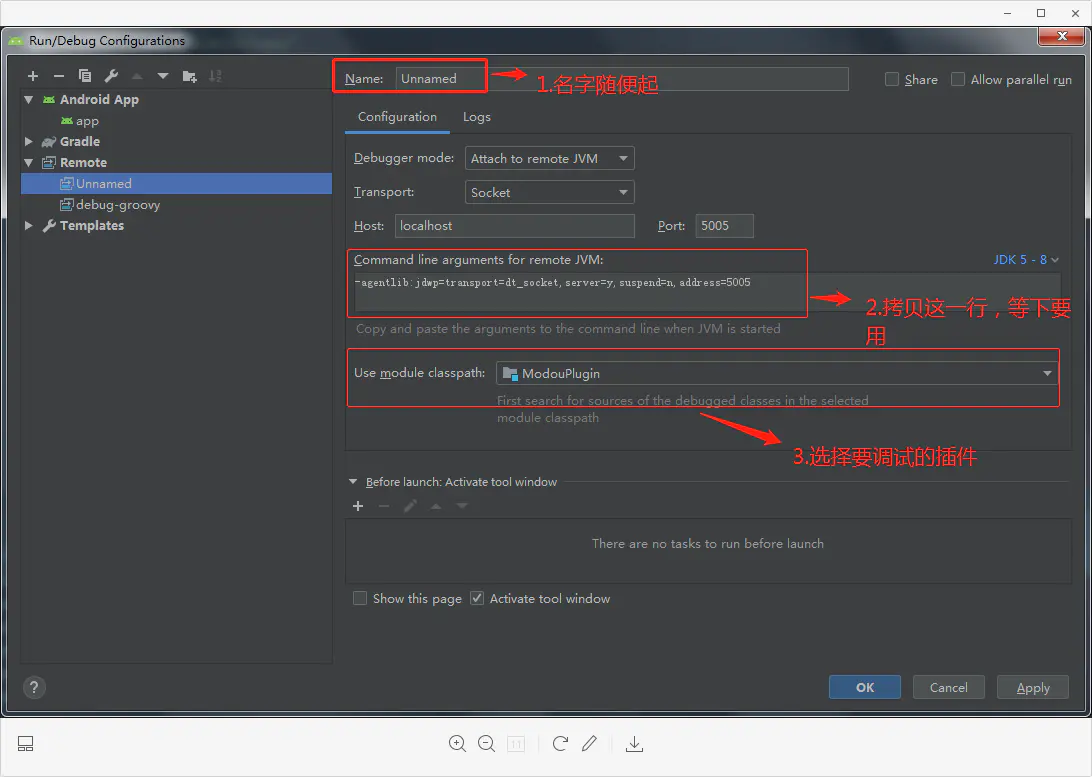 Run/Debug Configurations
Android App
app
Gradle
Remote
Unnamed
debug-groovy
Templates
Name: Unnamed
1.名字随便起
Share
Allow parallel run
Configuration
Logs
Debugger mode: Attach to remote JVM
Transport: Socket
Host: localhost
Port: 5005
Command line arguments for remote JVM:
JDK 5 - 8
-agentlib:jdwp=transport=dt_socket,server=y,suspend=n,address=5005
2.拷贝这一行，等下要
用
Copy and paste the arguments to the command line when JVM is started
Use module classpath: ModouPlugin
First search for sources of the debugged classes in the selected
module classpath
3.选择要调试的插件
Before launch: Activate tool window
There are no tasks to run before launch
Show this page
Activate tool window
?
OK
Cancel
Apply
1:1